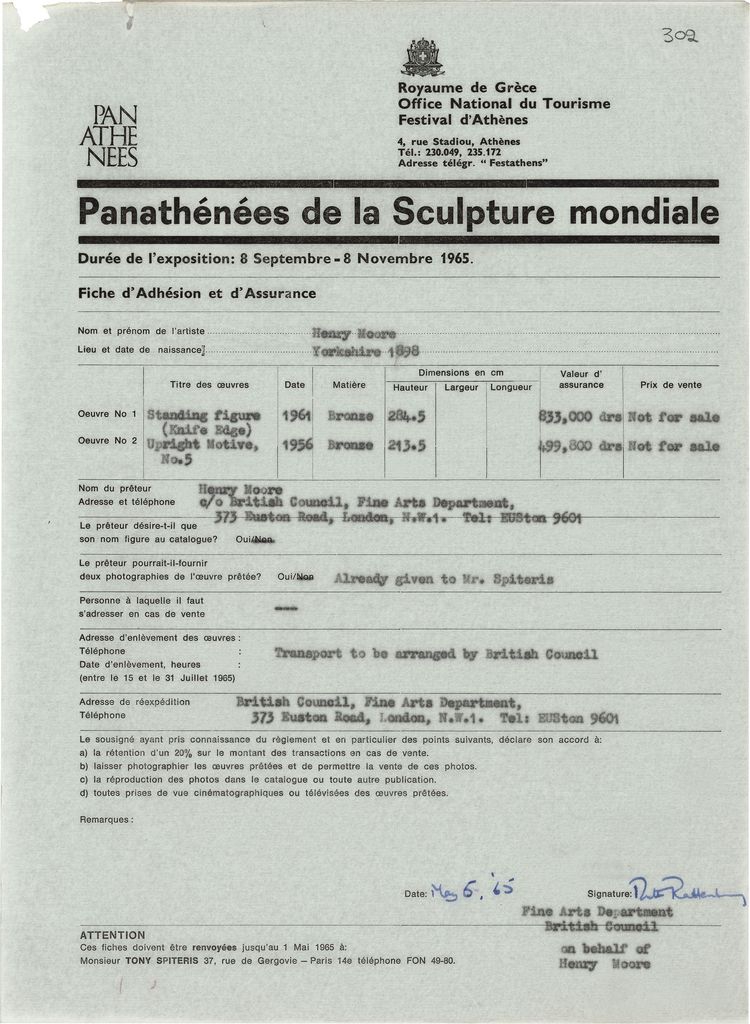 302
PAN
ATHE
NEES
Royaume de Grèce
Office National du Tourisme
Festival d'Athènes
4, rue Stadiou, Athènes
Tél.: 230.049, 235.172
Adresse télégr. “ Festathens”
Panathénées de la Sculpture mondiale
Durée de l'exposition: 8 Septembre - 8 Novembre 1965.
Fiche d'Adhésion et d'Assurance
Nom et prénom de l'artiste Henry Moore
Lieu et date de naissance Yorkshire 1898
Titre des œuvres Date Matière Dimensions en cm Hauteur Largeur Longueur Valeur d'assurance Prix de vente
Oeuvre No 1 Standing figure 1961 Bronze 284.5 833,000 drs Not for sale
(Knife Edge)
Oeuvre No 2 Upright Motive, 1956 Bronze 213.5 499,800 drs Not for sale
No.5
Nom du prêteur Henry Moore
Adresse et téléphone c/o British Council, Fine Arts Department,
373 Euston Road, London, N.W.1. Tel: EUSton 9601
Le prêteur désire-t-il que
son nom figure au catalogue? Oui/Non
Le prêteur pourrait-il-fournir
deux photographies de l'œuvre prêtée? Oui/Non Already given to Mr. Spiteris
Personne à laquelle il faut
s'adresser en cas de vente ---
Adresse d'enlèvement des œuvres :
Téléphone : Transport to be arranged by British Council
Date d'enlèvement, heures :
(entre le 15 et le 31 Juillet 1965)
Adresse de réexpédition British Council, Fine Arts Department,
Téléphone 373 Euston Road, London, N.W.1. Tel: EUSton 9601
Le sousigné ayant pris connaissance du règlement et en particulier des points suivants, déclare son accord à:
a) la rétention d'un 20% sur le montant des transactions en cas de vente.
b) laisser photographier les œuvres prêtées et de permettre la vente de ces photos.
c) la réproduction des photos dans le catalogue ou toute autre publication.
d) toutes prises de vue cinématographiques ou télévisées des œuvres prêtées.
Remarques :
Date: May 5, '65 Signature:
Fine Arts Department
British Council
on behalf of
Henry Moore
ATTENTION
Ces fiches doivent être renvoyées jusqu'au 1 Mai 1965 à:
Monsieur TONY SPITERIS 37, rue de Gergovie – Paris 14e téléphone FON 49-80.